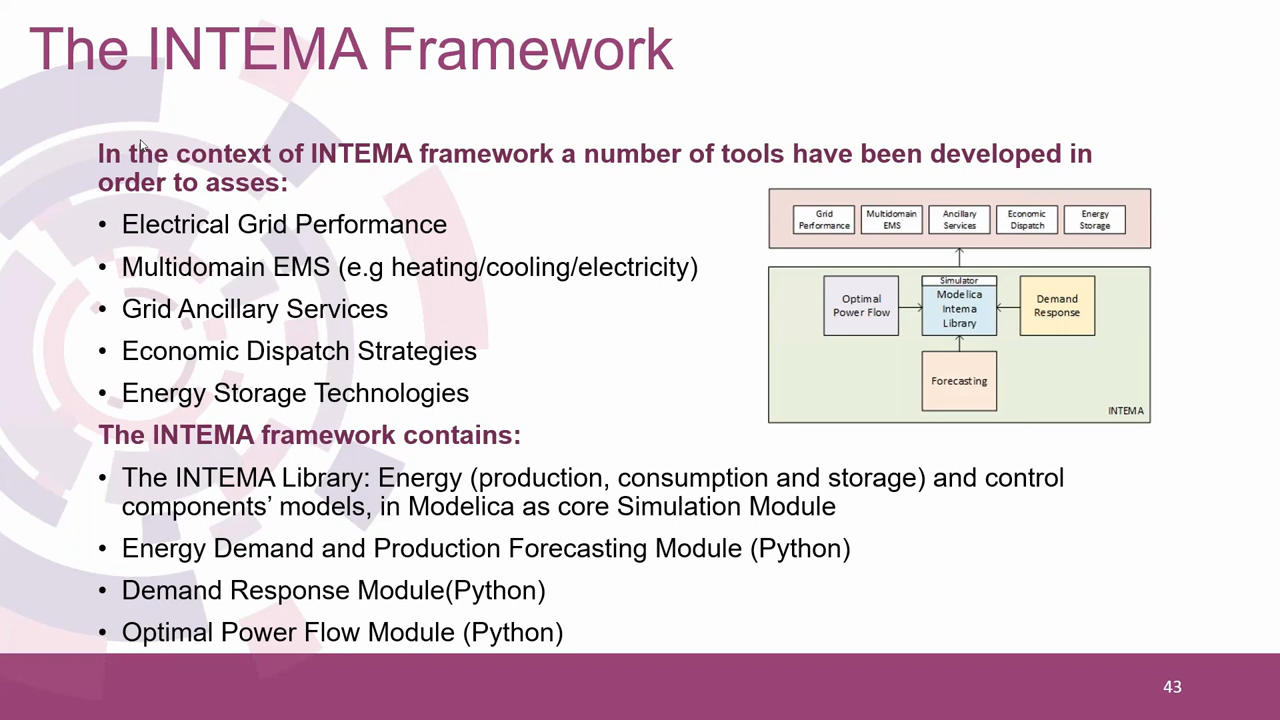 The INTEMA Framework
In the context of INTEMA framework a number of tools have been developed in
order to asses:
• Electrical Grid Performance
• Multidomain EMS (e.g heating/cooling/electricity)
• Grid Ancillary Services
• Economic Dispatch Strategies
• Energy Storage Technologies
The INTEMA framework contains:
• The INTEMA Library: Energy (production, consumption and storage) and control
components’ models, in Modelica as core Simulation Module
• Energy Demand and Production Forecasting Module (Python)
• Demand Response Module(Python)
• Optimal Power Flow Module (Python)
Grid
Performance
Multidomain
EMS
Ancillary
Services
Economic
Dispatch
Energy
Storage
Optimal
Power Flow
Simulator
Modelica
Intema
Library
Demand
Response
Forecasting
INTEMA
43